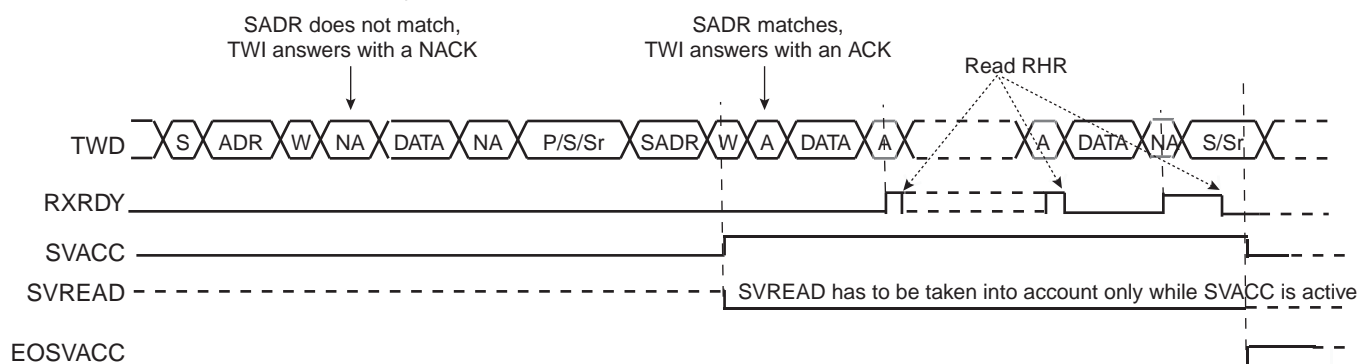 SADR does not match,
TWI answers with a NACK
SADR matches,
TWI answers with an ACK
Read RHR
TWD S ADR W NA DATA NA P/S/Sr SADR W A DATA A A DATA NA S/Sr
RXRDY
SVACC
SVREAD SVREAD has to be taken into account only while SVACC is active
EOSVACC